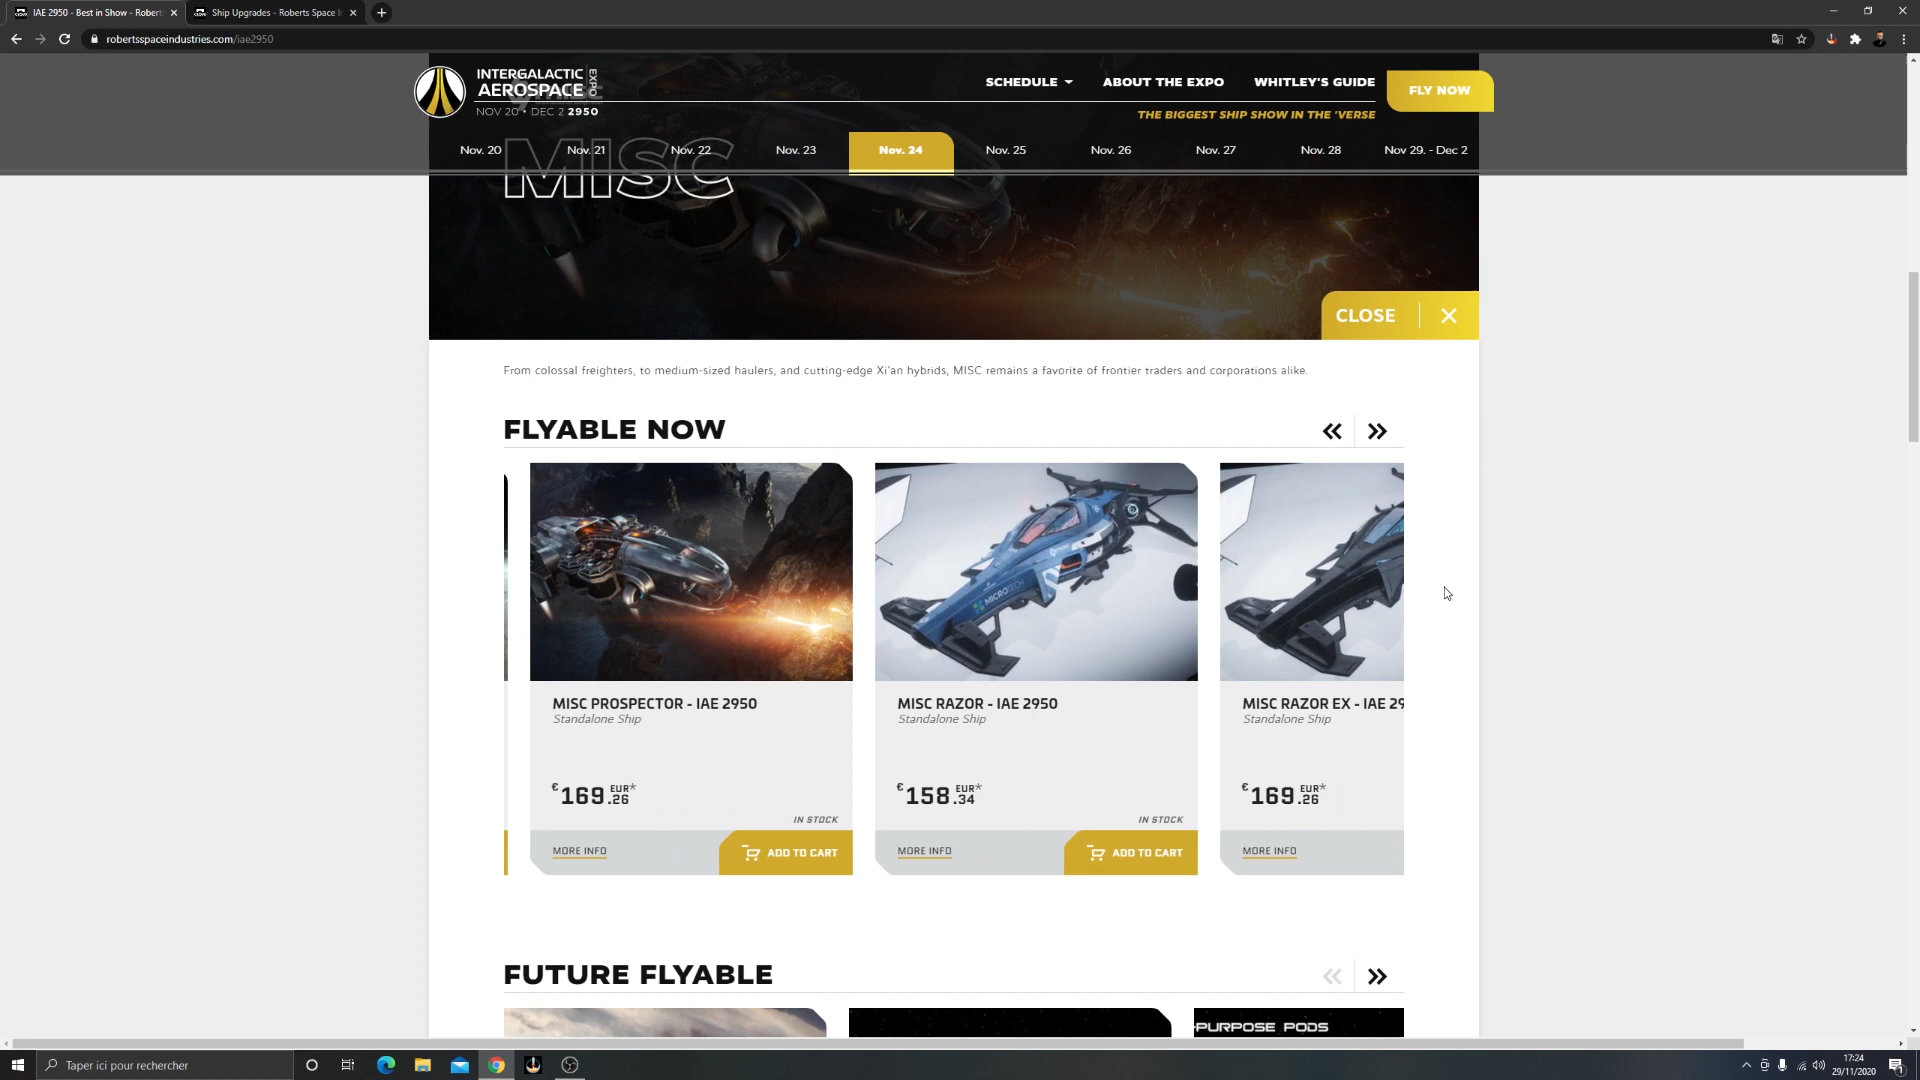 IAE 2950 - Best in Show - Robert
Ship Upgrades - Roberts Space I
robertsspaceindustries.com/iae2950
INTERGALACTIC
AEROSPACE
EXPO
NOV 20 • DEC 2 2950
SCHEDULE
ABOUT THE EXPO
WHITLEY'S GUIDE
FLY NOW
THE BIGGEST SHIP SHOW IN THE 'VERSE
Nov. 20
Nov. 21
Nov. 22
Nov. 23
Nov. 24
Nov. 25
Nov. 26
Nov. 27
Nov. 28
Nov 29. - Dec 2
MISC
CLOSE
From colossal freighters, to medium-sized haulers, and cutting-edge Xi'an hybrids, MISC remains a favorite of frontier traders and corporations alike.
FLYABLE NOW
MICROTECH
MISC PROSPECTOR - IAE 2950
Standalone Ship
€169.26 EUR*
IN STOCK
MORE INFO
ADD TO CART
MISC RAZOR - IAE 2950
Standalone Ship
€158.34 EUR*
IN STOCK
MORE INFO
ADD TO CART
MISC RAZOR EX - IAE 29
Standalone Ship
€169.26 EUR*
MORE INFO
FUTURE FLYABLE
-PURPOSE PODS
Taper ici pour rechercher
17:24
29/11/2020